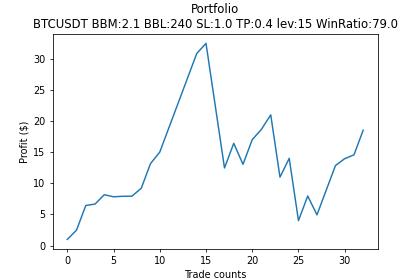 Portfolio
BTCUSDT BBM:2.1 BBL:240 SL:1.0 TP:0.4 lev:15 WinRatio:79.0
30
25
20
15
10
5
0
Profit ($)
0 5 10 15 20 25 30
Trade counts